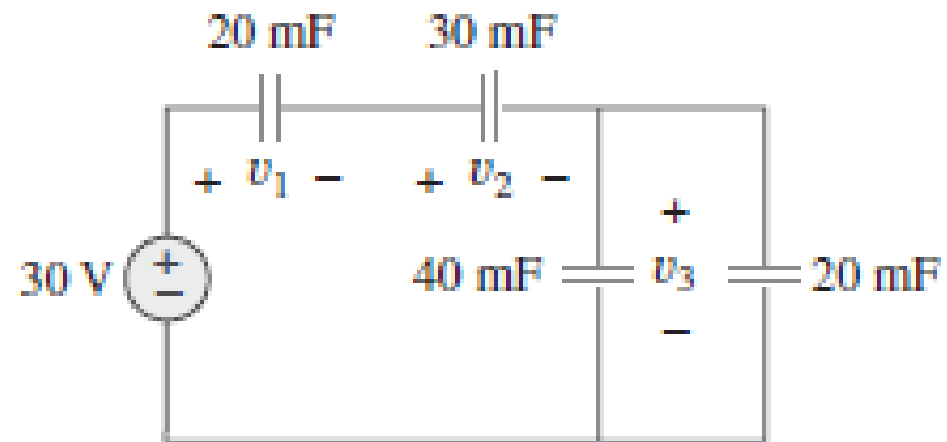 20 mF 30 mF
+ v₁ − + v₂ −
+
30 V + − 40 mF v₃ 20 mF
−